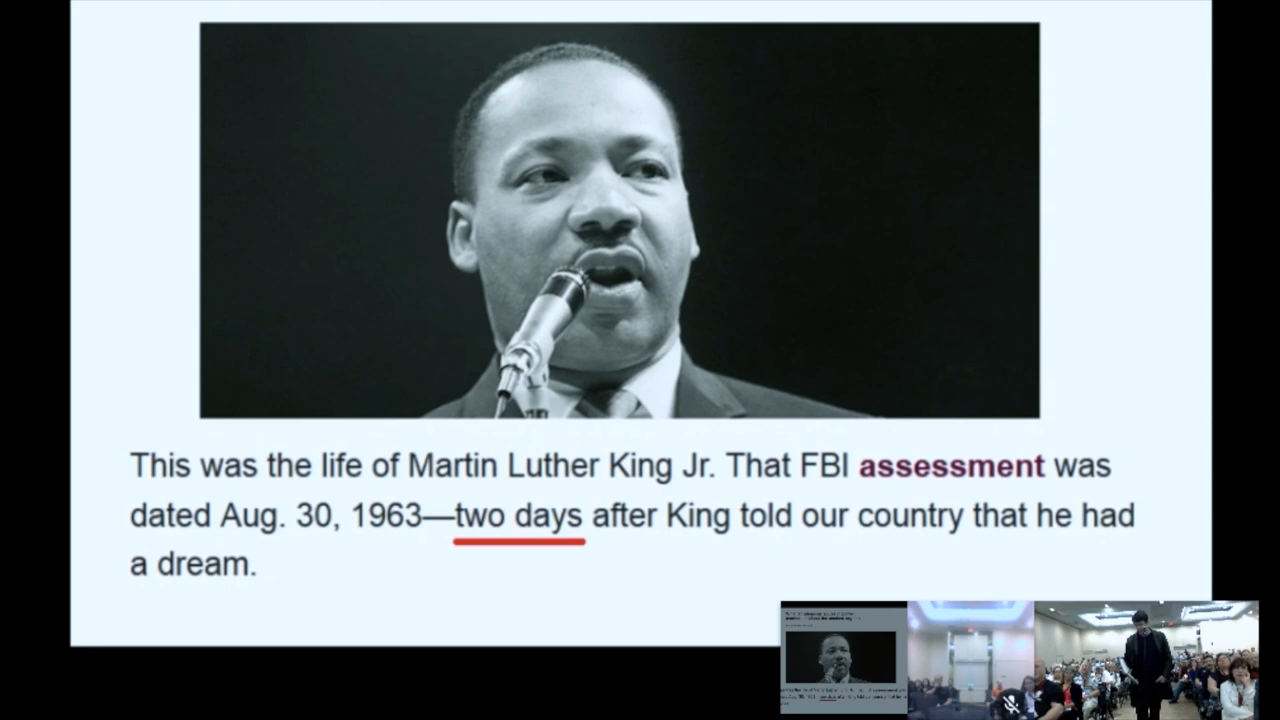 This was the life of Martin Luther King Jr. That FBI assessment was
dated Aug. 30, 1963—two days after King told our country that he had
a dream.